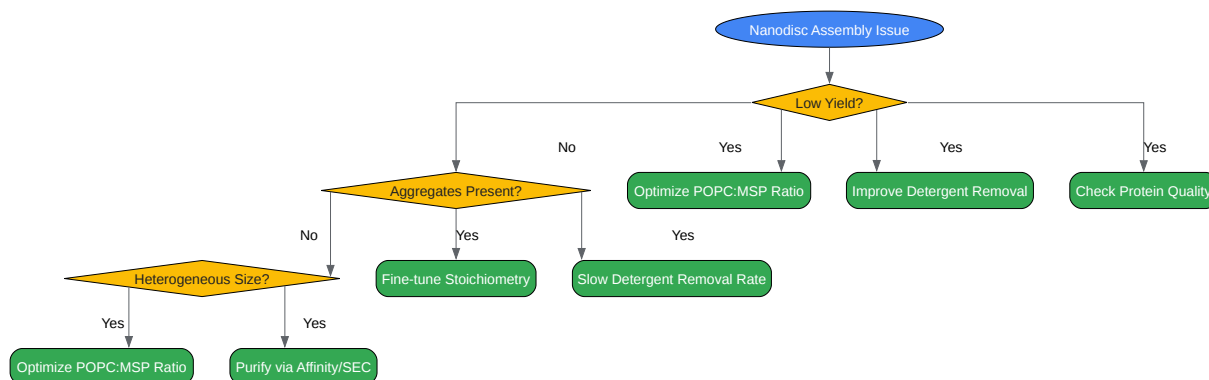 Nanodisc Assembly Issue
Low Yield?
No
Yes
Yes
Yes
Aggregates Present?
Optimize POPC:MSP Ratio
Improve Detergent Removal
Check Protein Quality
No
Yes
Yes
Heterogeneous Size?
Fine-tune Stoichiometry
Slow Detergent Removal Rate
Yes
Yes
Optimize POPC:MSP Ratio
Purify via Affinity/SEC